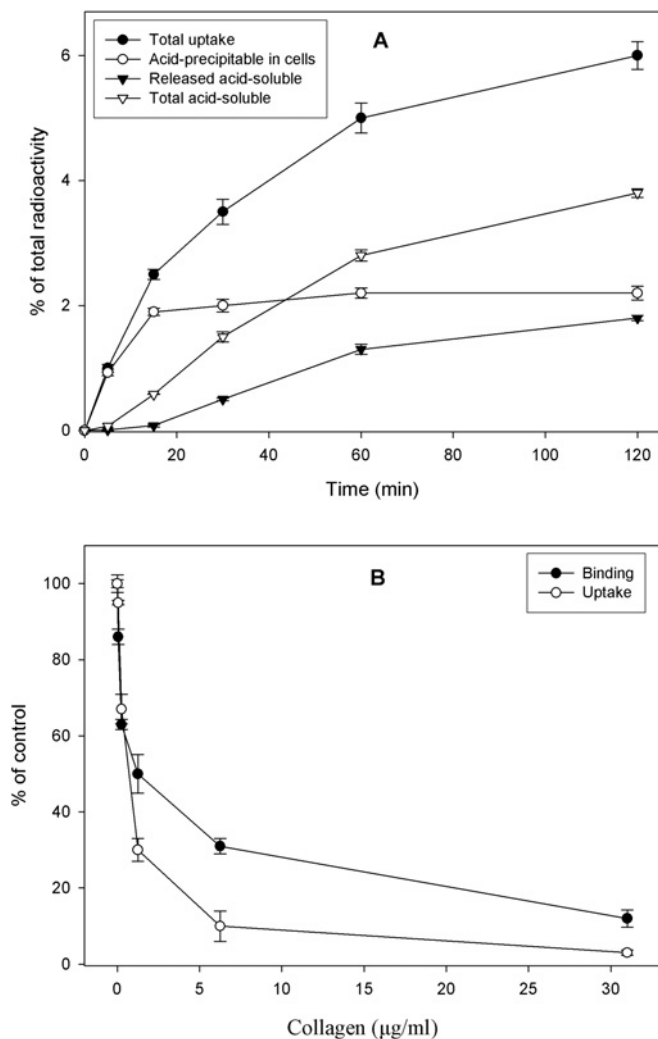 A
Total uptake
Acid-precipitable in cells
Released acid-soluble
Total acid-soluble
6
4
2
0
% of total radioactivity
0 20 40 60 80 100 120
Time (min)
B
Binding
Uptake
100
80
60
40
20
0
% of control
0 5 10 15 20 25 30
Collagen (µg/ml)